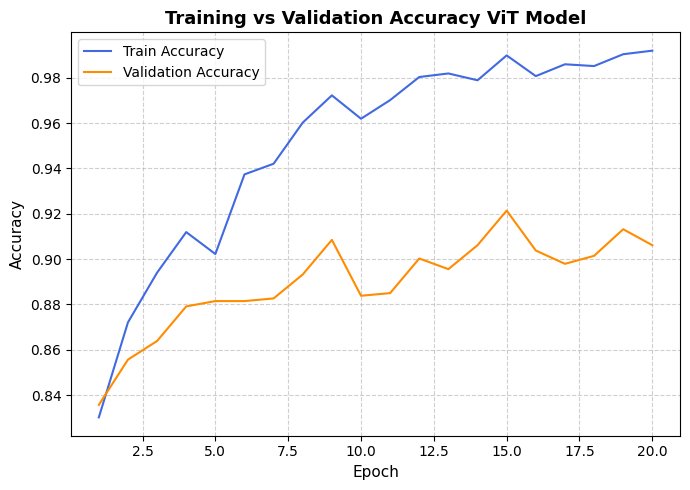 Training vs Validation Accuracy ViT Model
Train Accuracy
Validation Accuracy
0.98
0.96
0.94
0.92
0.90
0.88
0.86
0.84
Accuracy
2.5 5.0 7.5 10.0 12.5 15.0 17.5 20.0
Epoch